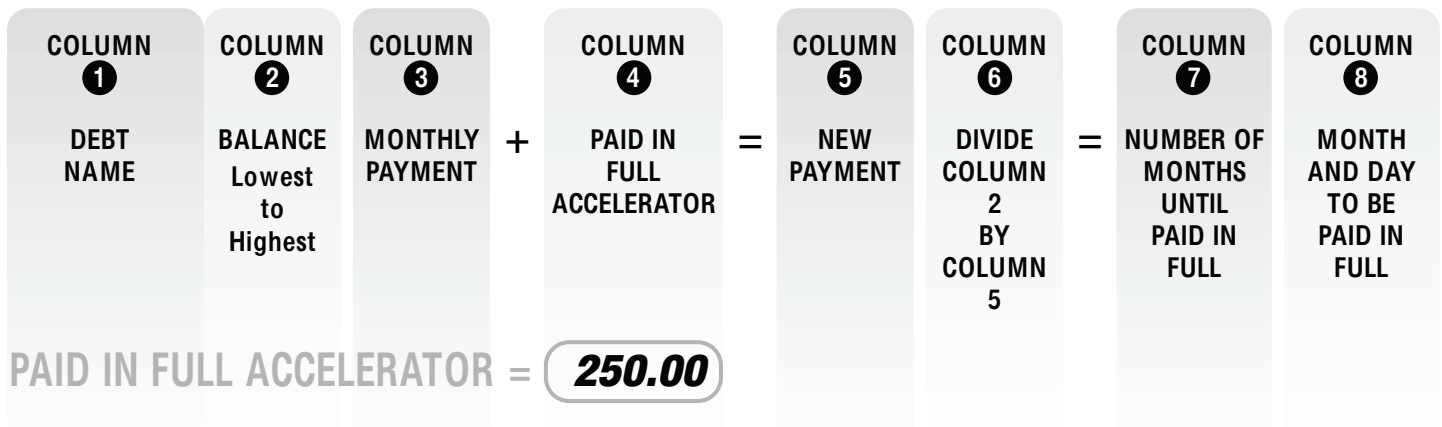 COLUMN
1
DEBT
NAME
COLUMN
2
BALANCE
Lowest
to
Highest
COLUMN
3
MONTHLY
PAYMENT
+
COLUMN
4
PAID IN
FULL
ACCELERATOR
=
COLUMN
5
NEW
PAYMENT
COLUMN
6
DIVIDE
COLUMN
2
BY
COLUMN
5
=
COLUMN
7
NUMBER OF
MONTHS
UNTIL
PAID IN
FULL
COLUMN
8
MONTH
AND DAY
TO BE
PAID IN
FULL
PAID IN FULL ACCELERATOR = 250.00